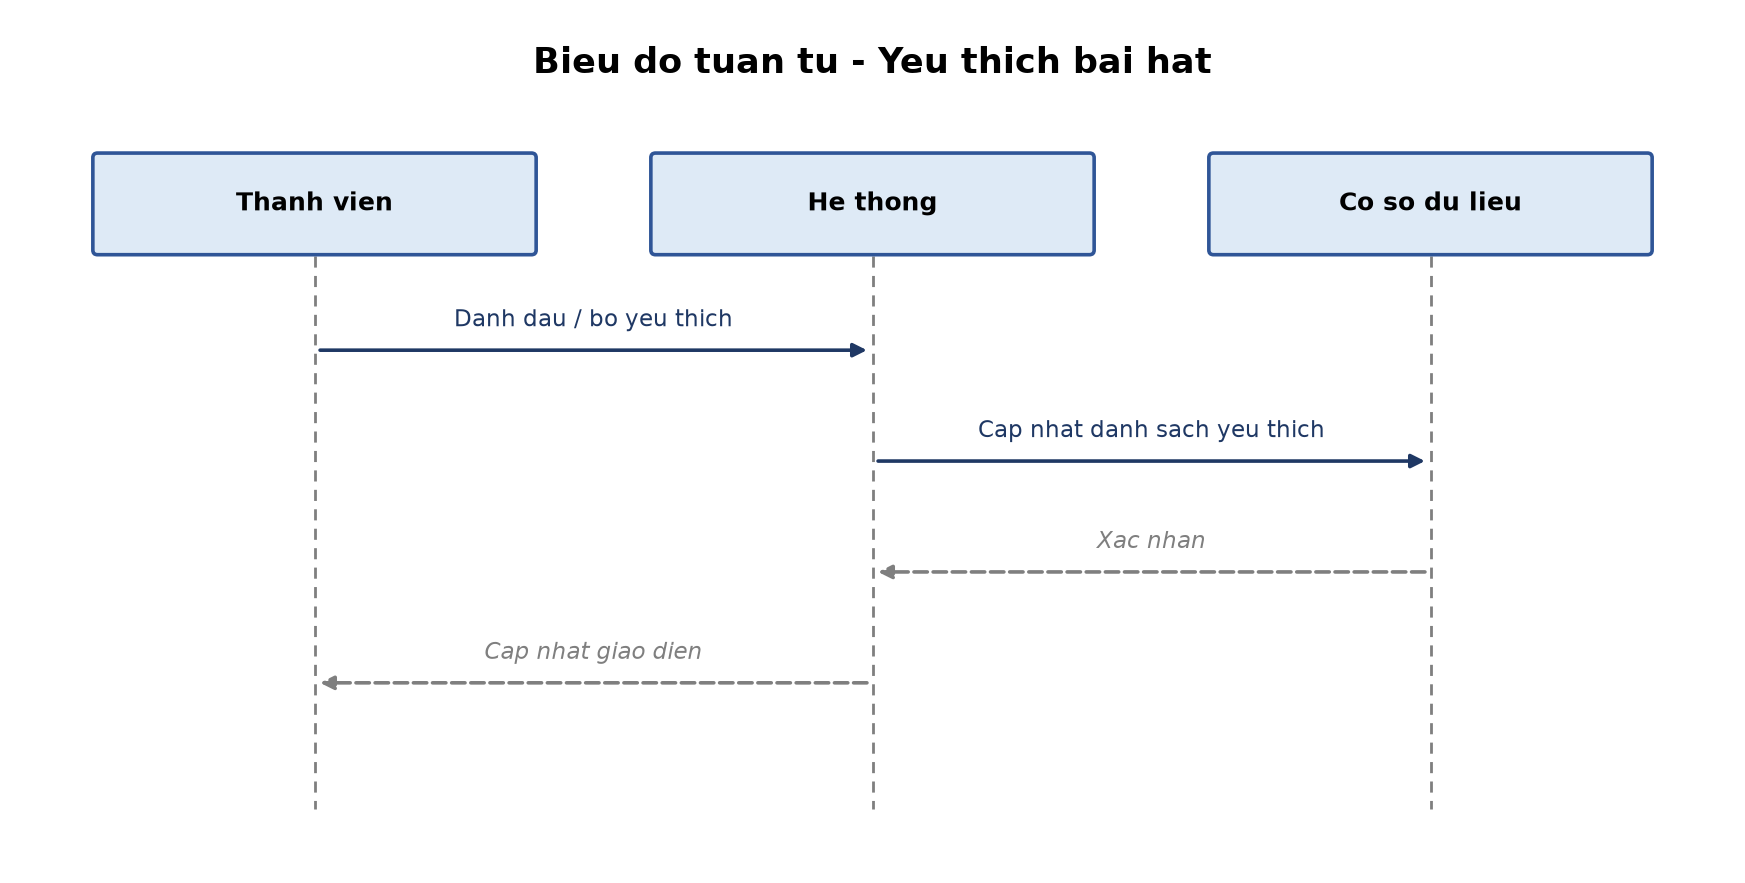 Bieu do tuan tu - Yeu thich bai hat
Thanh vien
He thong
Co so du lieu
Danh dau / bo yeu thich
Cap nhat danh sach yeu thich
Xac nhan
Cap nhat giao dien